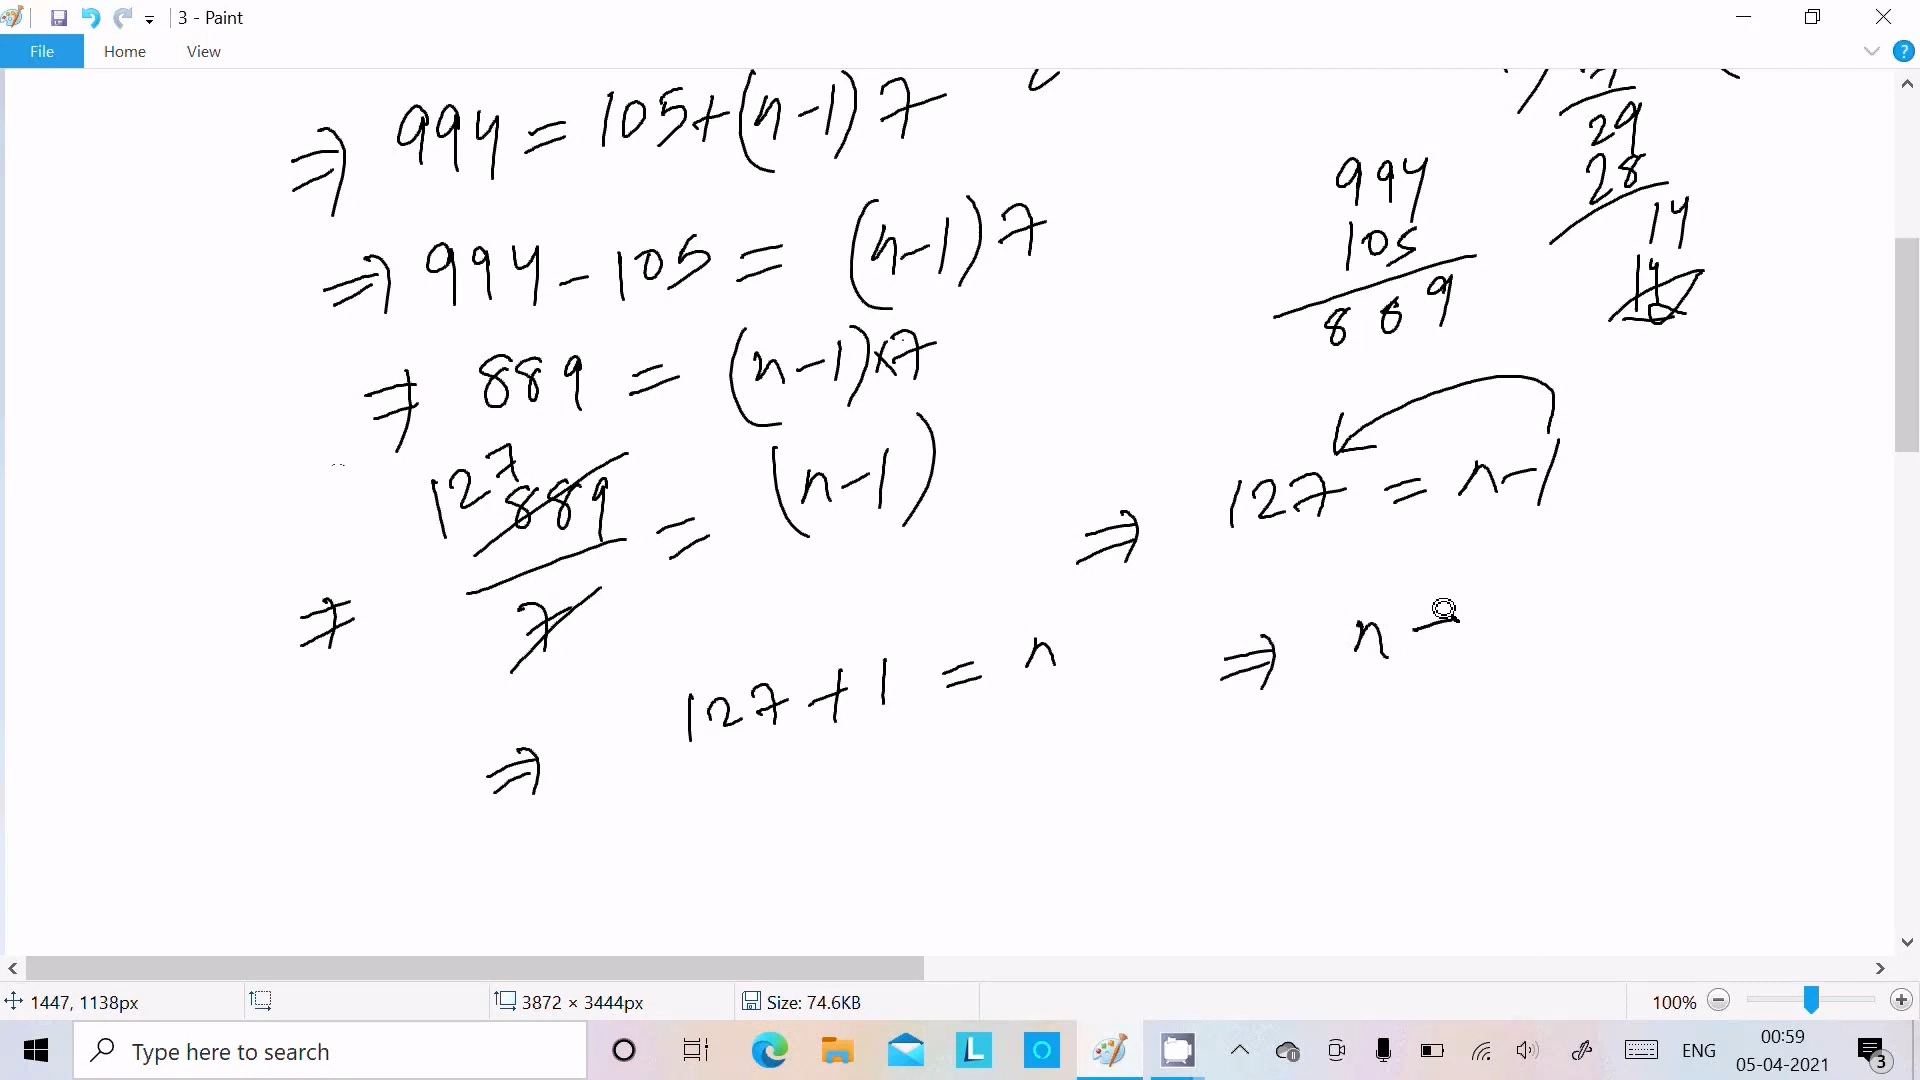 3 - Paint
File Home View
⇒ 994 = 105+(n-1)7
29
28
14
14
0
994
105
889
⇒ 994 - 105 = (n-1)7
⇒ 889 = (n-1)×7
127
⇒ 889/7 = (n-1)
⇒ 127 = n-1
⇒ 127+1 = n
⇒ n -
1447, 1138px
3872 × 3444px
Size: 74.6KB
100%
Type here to search
L
ENG
00:59
05-04-2021
3